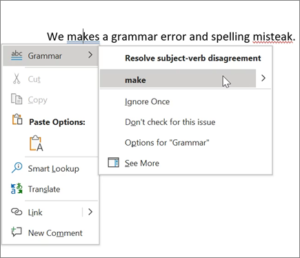 We makes a grammar error and spelling misteak.
abc Grammar
Resolve subject-verb disagreement
make
Cut
Copy
Ignore Once
Paste Options:
Don't check for this issue
Options for "Grammar"
See More
Smart Lookup
Translate
Link
New Comment